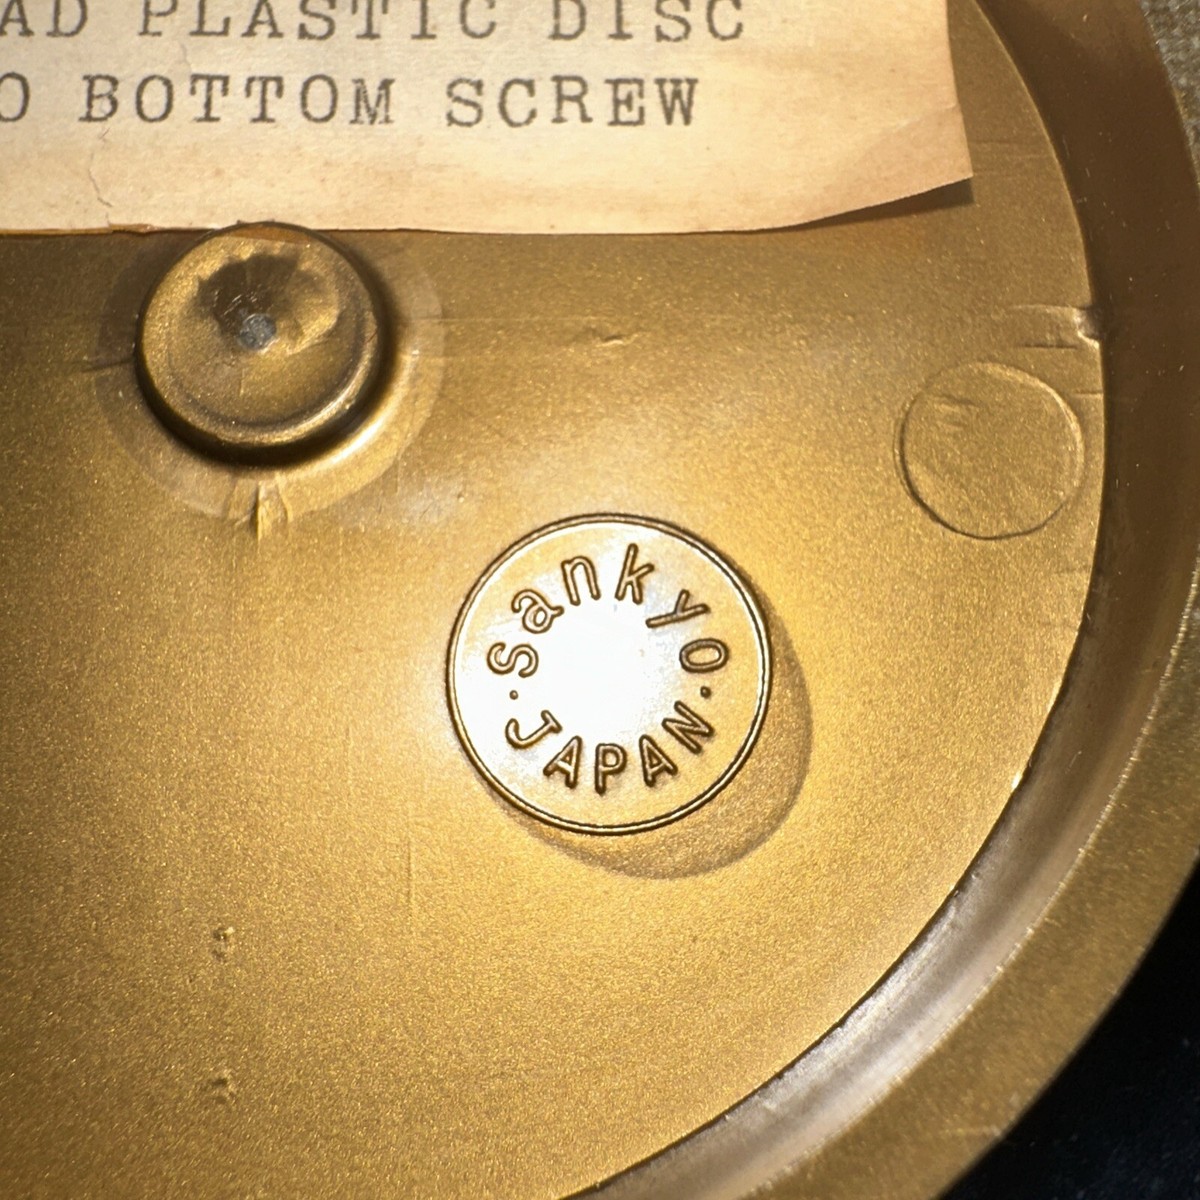 AD PLASTIC DISC
O BOTTOM SCREW
Sankyo
JAPAN